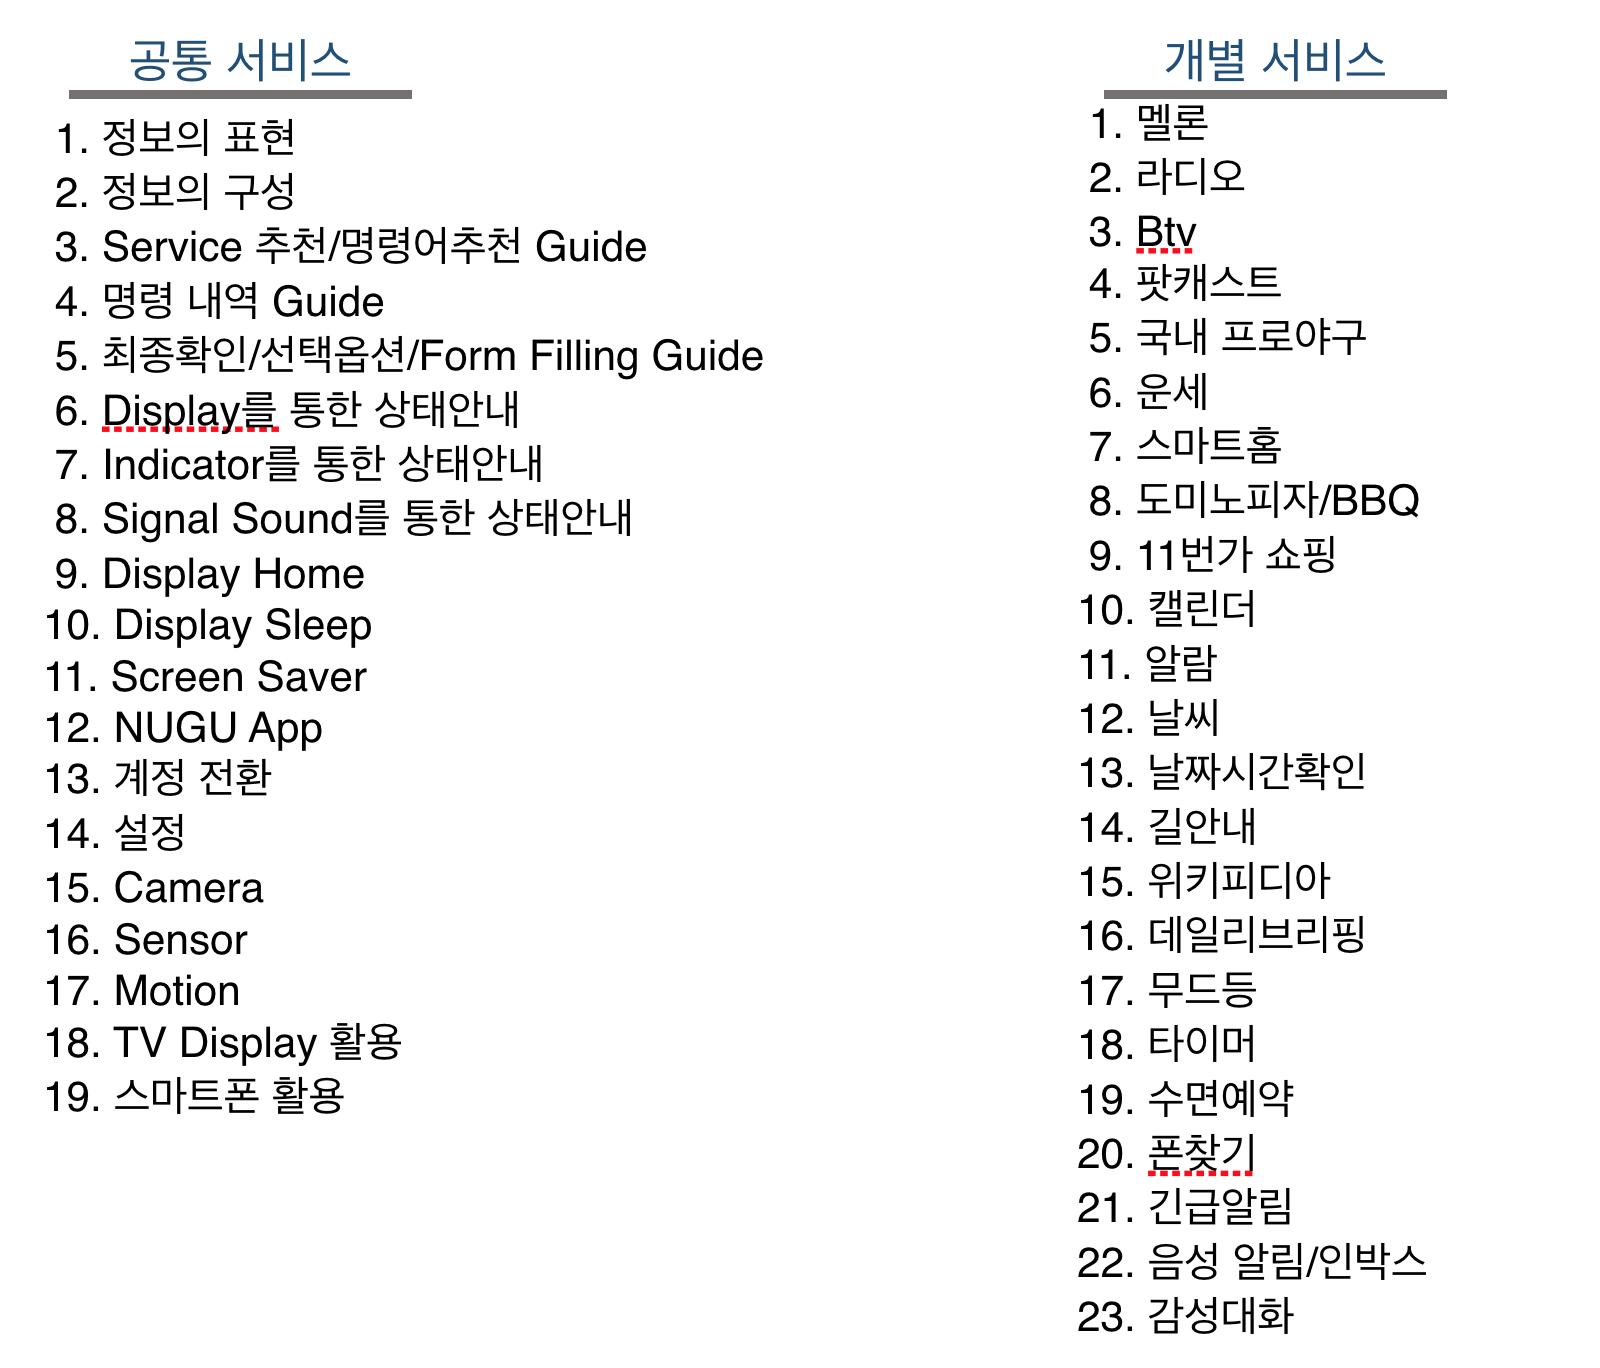 공통 서비스
1. 정보의 표현
2. 정보의 구성
3. Service 추천/명령어추천 Guide
4. 명령 내역 Guide
5. 최종확인/선택옵션/Form Filling Guide
6. Display를 통한 상태안내
7. Indicator를 통한 상태안내
8. Signal Sound를 통한 상태안내
9. Display Home
10. Display Sleep
11. Screen Saver
12. NUGU App
13. 계정 전환
14. 설정
15. Camera
16. Sensor
17. Motion
18. TV Display 활용
19. 스마트폰 활용
개별 서비스
1. 멜론
2. 라디오
3. Btv
4. 팟캐스트
5. 국내 프로야구
6. 운세
7. 스마트홈
8. 도미노피자/BBQ
9. 11번가 쇼핑
10. 캘린더
11. 알람
12. 날씨
13. 날짜시간확인
14. 길안내
15. 위키피디아
16. 데일리브리핑
17. 무드등
18. 타이머
19. 수면예약
20. 폰찾기
21. 긴급알림
22. 음성 알림/인박스
23. 감성대화